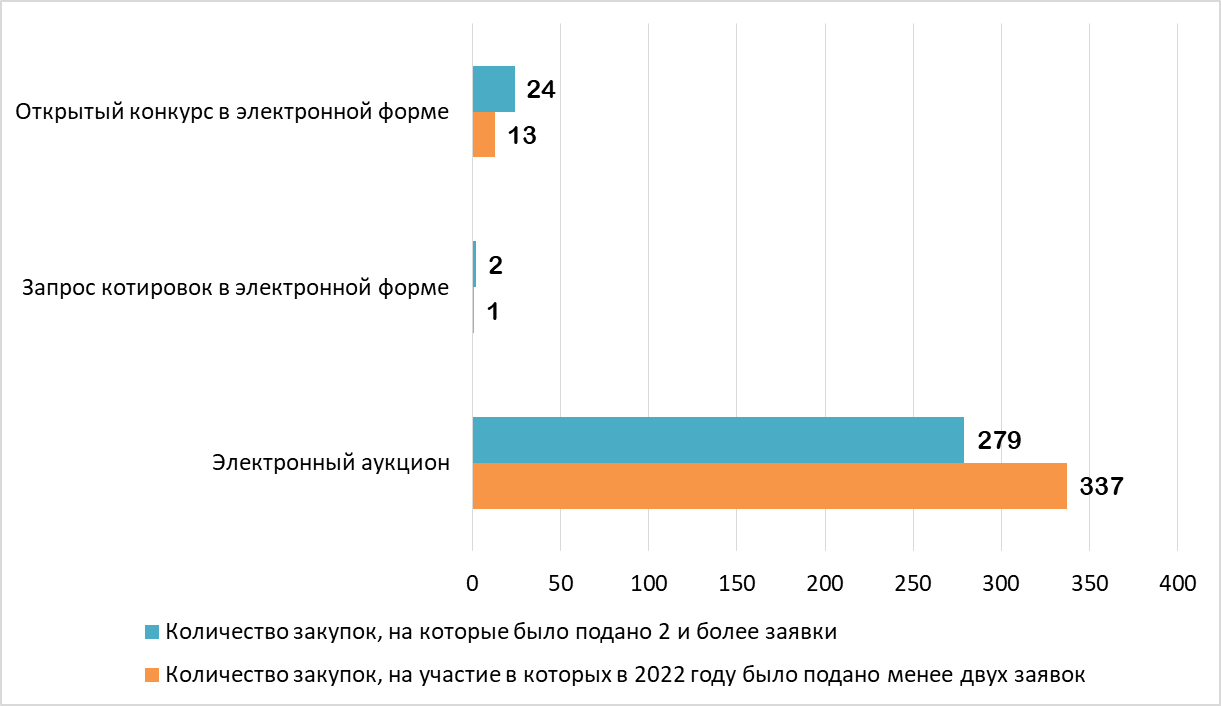 Открытый конкурс в электронной форме
24
13
Запрос котировок в электронной форме
2
1
Электронный аукцион
279
337
0 50 100 150 200 250 300 350 400
Количество закупок, на которые было подано 2 и более заявки
Количество закупок, на участие в которых в 2022 году было подано менее двух заявок